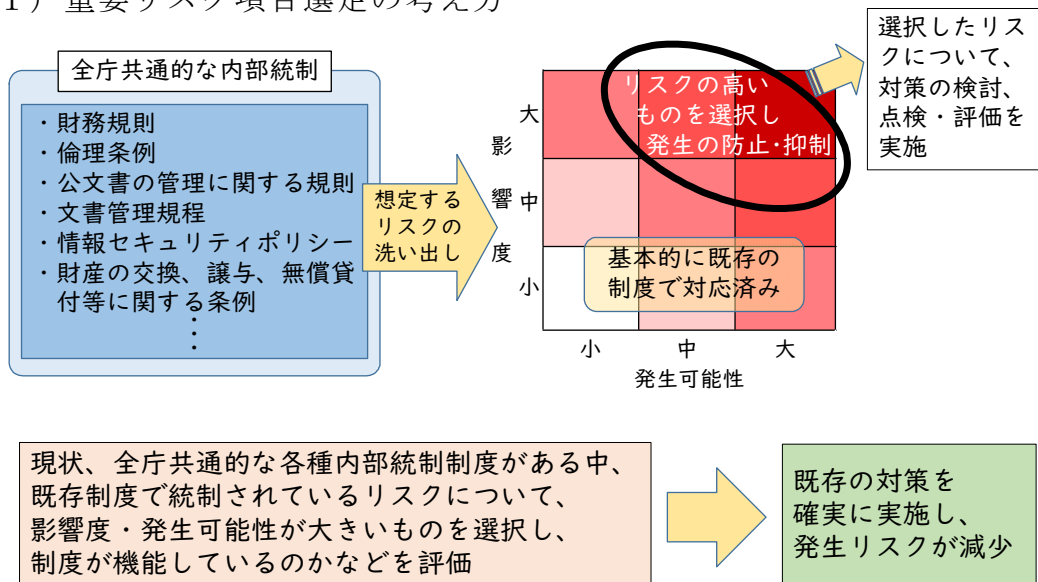 1）重要リスク項目選定の考え方
全庁共通的な内部統制
・財務規則
・倫理条例
・公文書の管理に関する規則
・文書管理規程
・情報セキュリティポリシー
・財産の交換、譲与、無償貸
付等に関する条例
・
・
・
想定する
リスクの
洗い出し
影響度
大
中
小
リスクの高い
ものを選択し
発生の防止・抑制
基本的に既存の
制度で対応済み
小 中 大
発生可能性
選択したリス
クについて、
対策の検討、
点検・評価を
実施
現状、全庁共通的な各種内部統制制度がある中、
既存制度で統制されているリスクについて、
影響度・発生可能性が大きいものを選択し、
制度が機能しているのかなどを評価
既存の対策を
確実に実施し、
発生リスクが減少